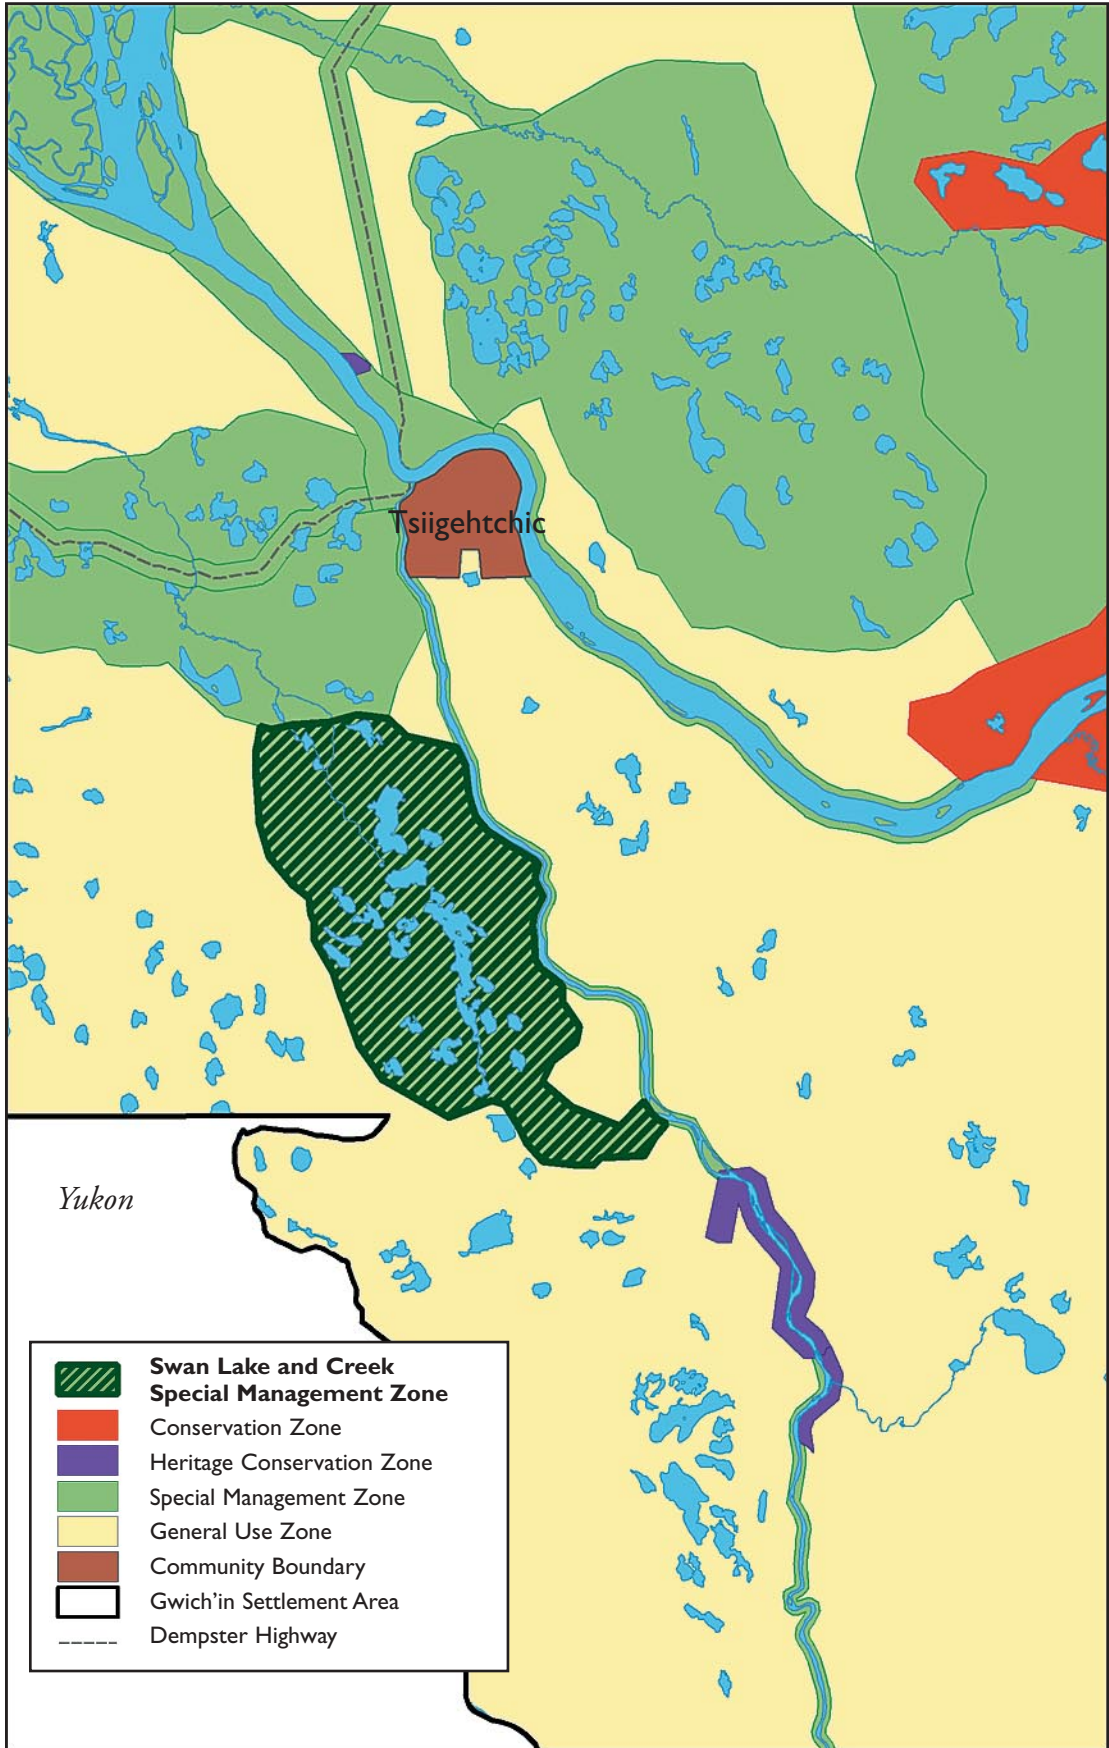 Tsiigehtchic
Yukon
Swan Lake and Creek
Special Management Zone
Conservation Zone
Heritage Conservation Zone
Special Management Zone
General Use Zone
Community Boundary
Gwich'in Settlement Area
Dempster Highway